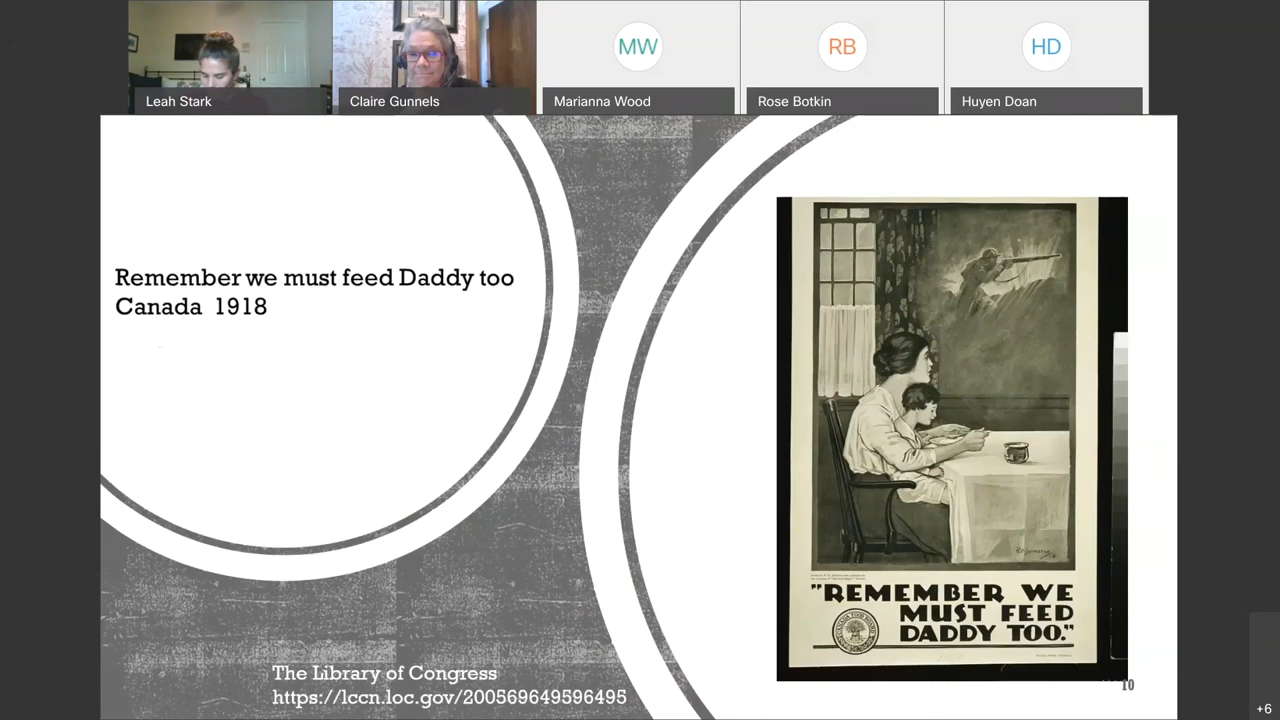 Leah Stark
Claire Gunnels
MW
Marianna Wood
RB
Rose Botkin
HD
Huyen Doan
Remember we must feed Daddy too
Canada 1918
"REMEMBER WE
MUST FEED
DADDY TOO."
The Library of Congress
https://lccn.loc.gov/200569649596495
10
+6